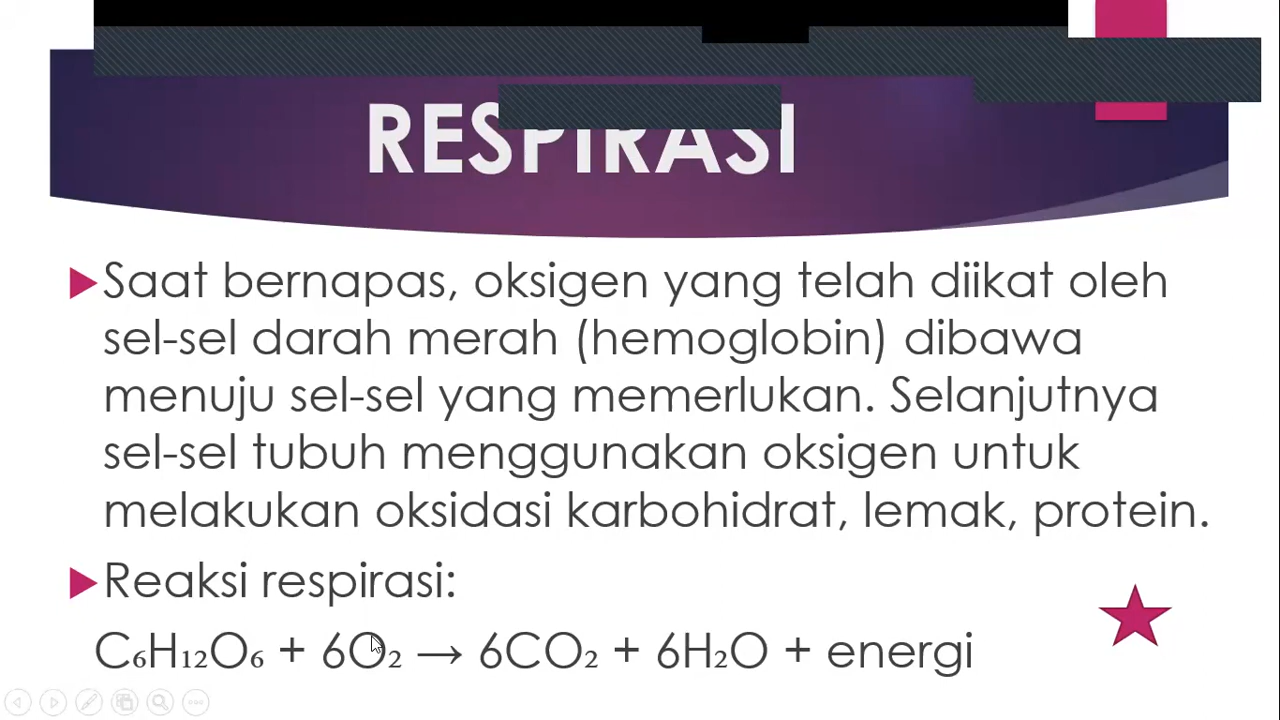 RESPIRASI
Saat bernapas, oksigen yang telah diikat oleh
sel-sel darah merah (hemoglobin) dibawa
menuju sel-sel yang memerlukan. Selanjutnya
sel-sel tubuh menggunakan oksigen untuk
melakukan oksidasi karbohidrat, lemak, protein.
Reaksi respirasi:
C₆H₁₂O₆ + 6O₂ → 6CO₂ + 6H₂O + energi